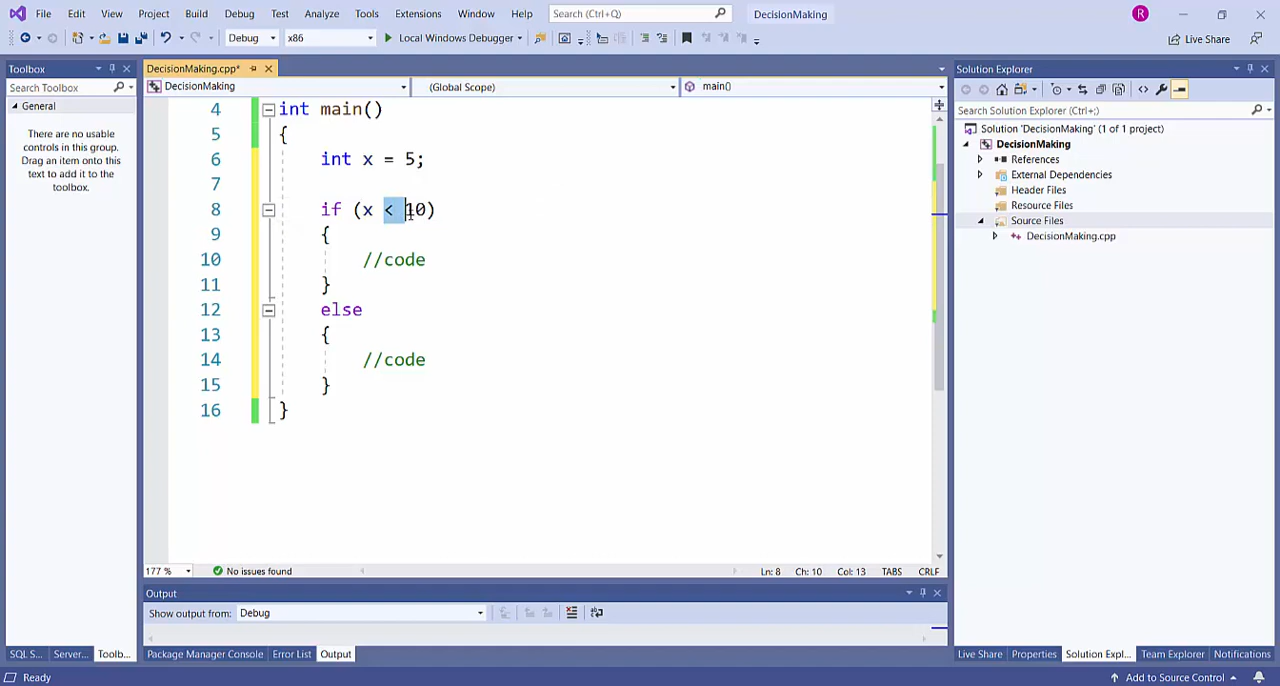 File Edit View Project Build Debug Test Analyze Tools Extensions Window Help Search (Ctrl+Q) DecisionMaking R
Debug x86 Local Windows Debugger Live Share
Toolbox
Search Toolbox
General
There are no usable
controls in this group.
Drag an item onto this
text to add it to the
toolbox.
DecisionMaking.cpp*
DecisionMaking (Global Scope) main()
4 int main()
5 {
6 int x = 5;
7
8 if (x < 10)
9 {
10 //code
11 }
12 else
13 {
14 //code
15 }
16 }
177 % No issues found Ln: 8 Ch: 10 Col: 13 TABS CRLF
Output
Show output from: Debug
Solution Explorer
Search Solution Explorer (Ctrl+;)
Solution 'DecisionMaking' (1 of 1 project)
DecisionMaking
References
External Dependencies
Header Files
Resource Files
Source Files
DecisionMaking.cpp
SQL S... Server... Toolb... Package Manager Console Error List Output Live Share Properties Solution Expl... Team Explorer Notifications
Ready Add to Source Control